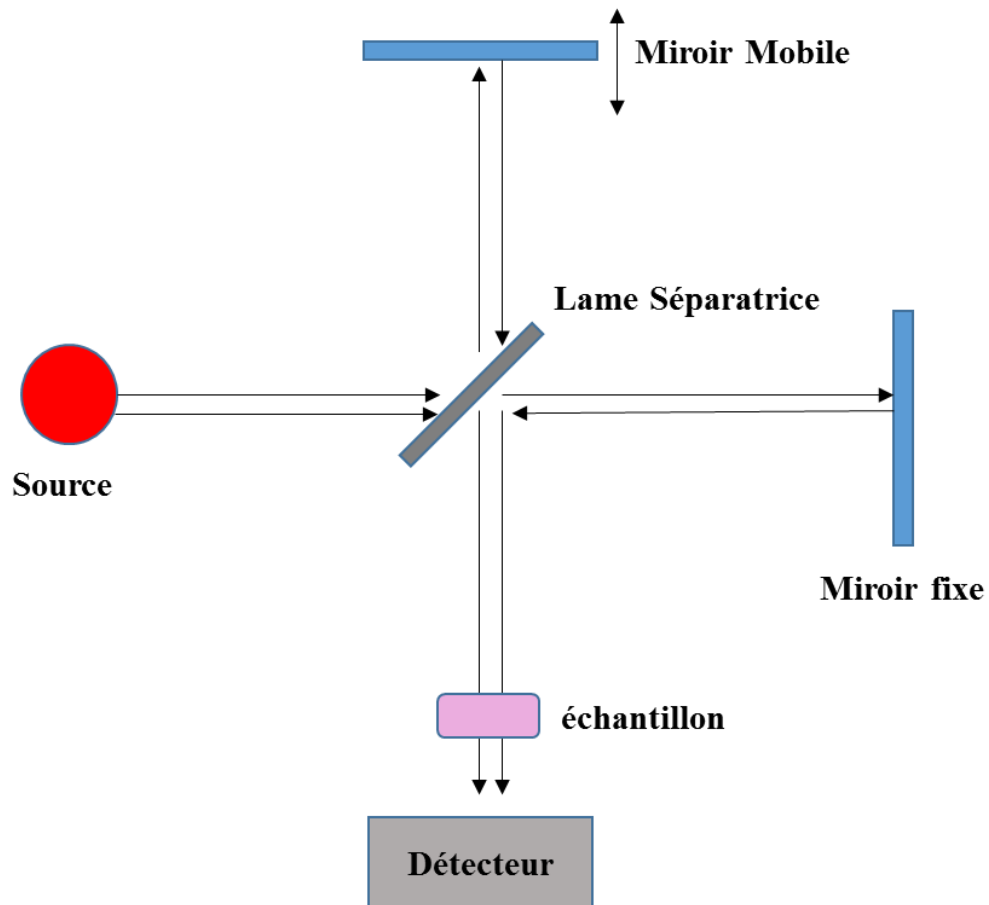 Miroir Mobile
Lame Séparatrice
Source
Miroir fixe
échantillon
Détecteur